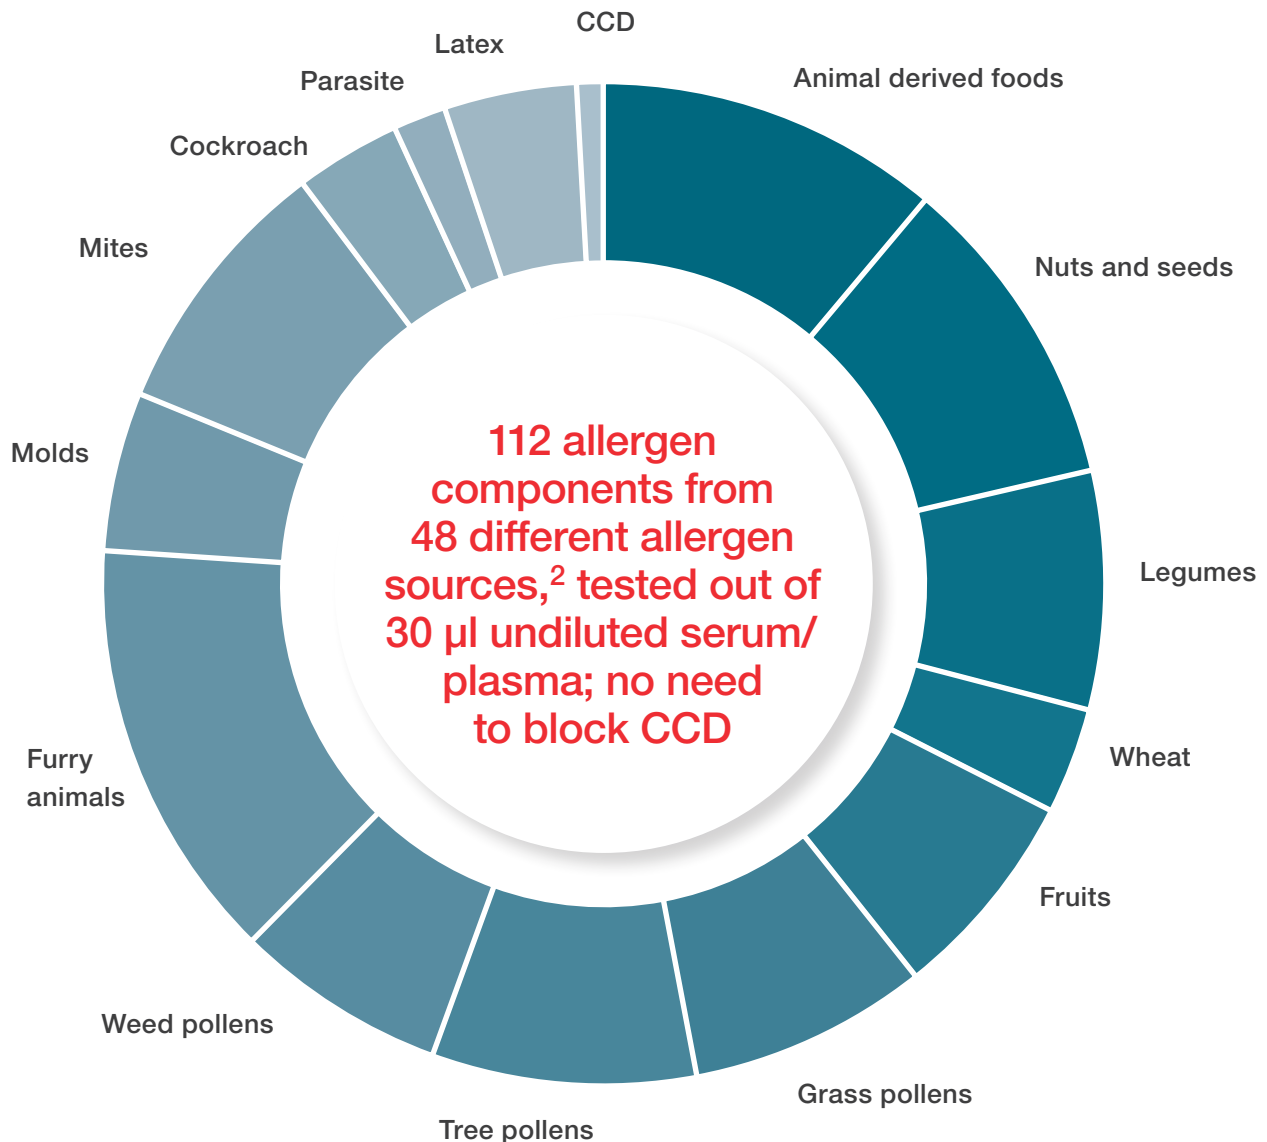 CCD
Latex
Animal derived foods
Parasite
Cockroach
Mites
Nuts and seeds
112 allergen
components from
48 different allergen
sources,² tested out of
30 µl undiluted serum/
plasma; no need
to block CCD
Molds
Legumes
Furry
animals
Wheat
Fruits
Weed pollens
Grass pollens
Tree pollens